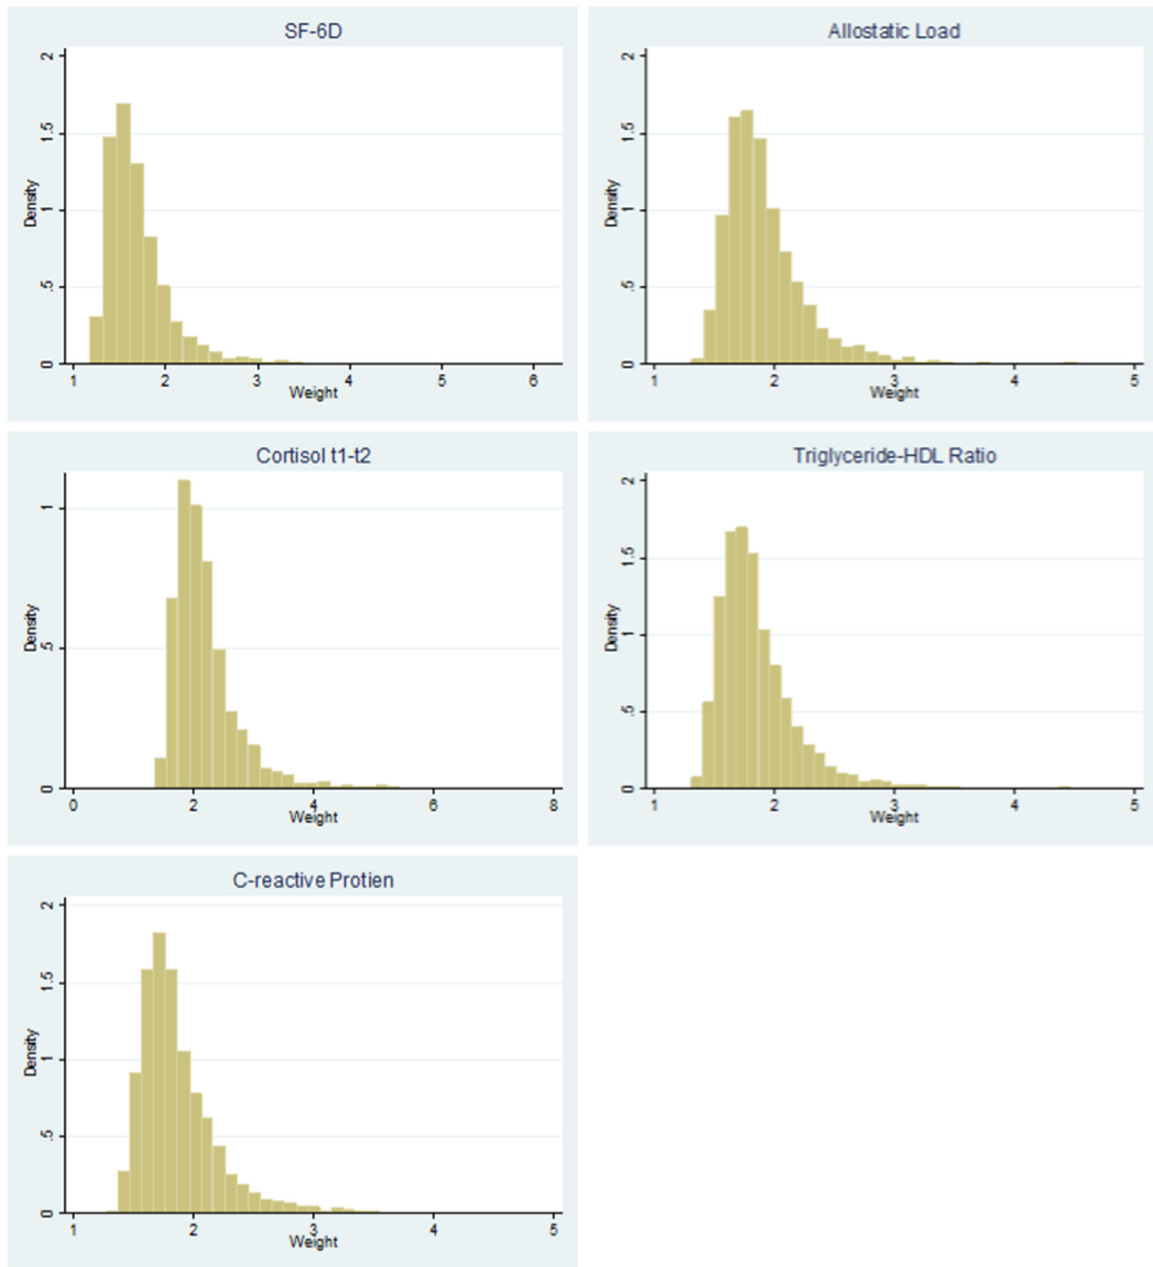 SF-6D
Density
0 .5 1 1.5 2
1 2 3 4 5 6
Weight
Allostatic Load
Density
0 .5 1 1.5 2
1 2 3 4 5
Weight
Cortisol t1-t2
Density
0 .5 1
0 2 4 6 8
Weight
Triglyceride-HDL Ratio
Density
0 .5 1 1.5 2
1 2 3 4 5
Weight
C-reactive Protien
Density
0 .5 1 1.5 2
1 2 3 4 5
Weight